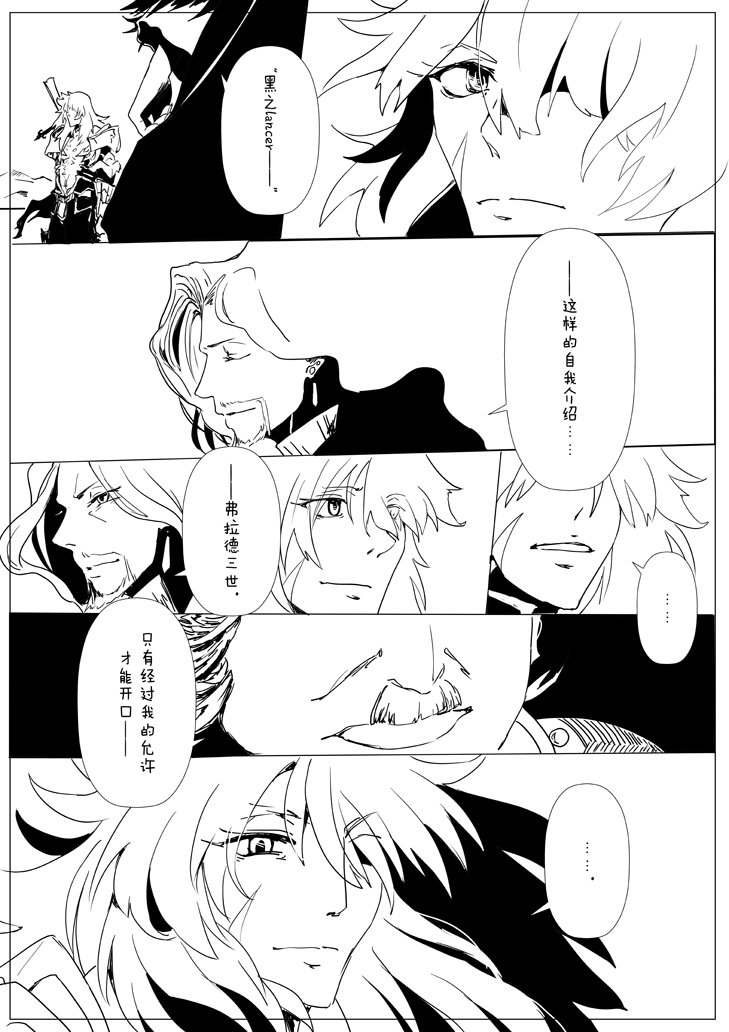 “黑之lancer——”
——这样的自我介绍……
……
——弗拉德三世。
只有经过我的允许
才能开口——
……。